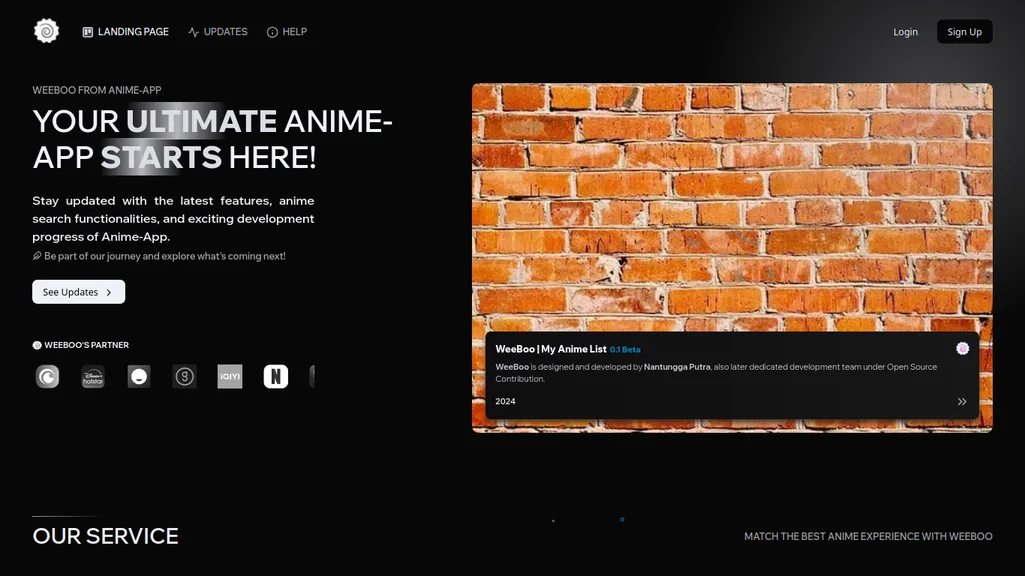 LANDING PAGE
UPDATES
HELP
Login
Sign Up
WEEBOO FROM ANIME-APP
YOUR ULTIMATE ANIME-
APP STARTS HERE!
Stay updated with the latest features, anime
search functionalities, and exciting development
progress of Anime-App.
Be part of our journey and explore what's coming next!
See Updates
WEEBOO'S PARTNER
Disney+
hotstar
g
iQIYI
N
WeeBoo | My Anime List 0.1 Beta
WeeBoo is designed and developed by Nantungga Putra, also later dedicated development team under Open Source
Contribution.
2024
OUR SERVICE
MATCH THE BEST ANIME EXPERIENCE WITH WEEBOO